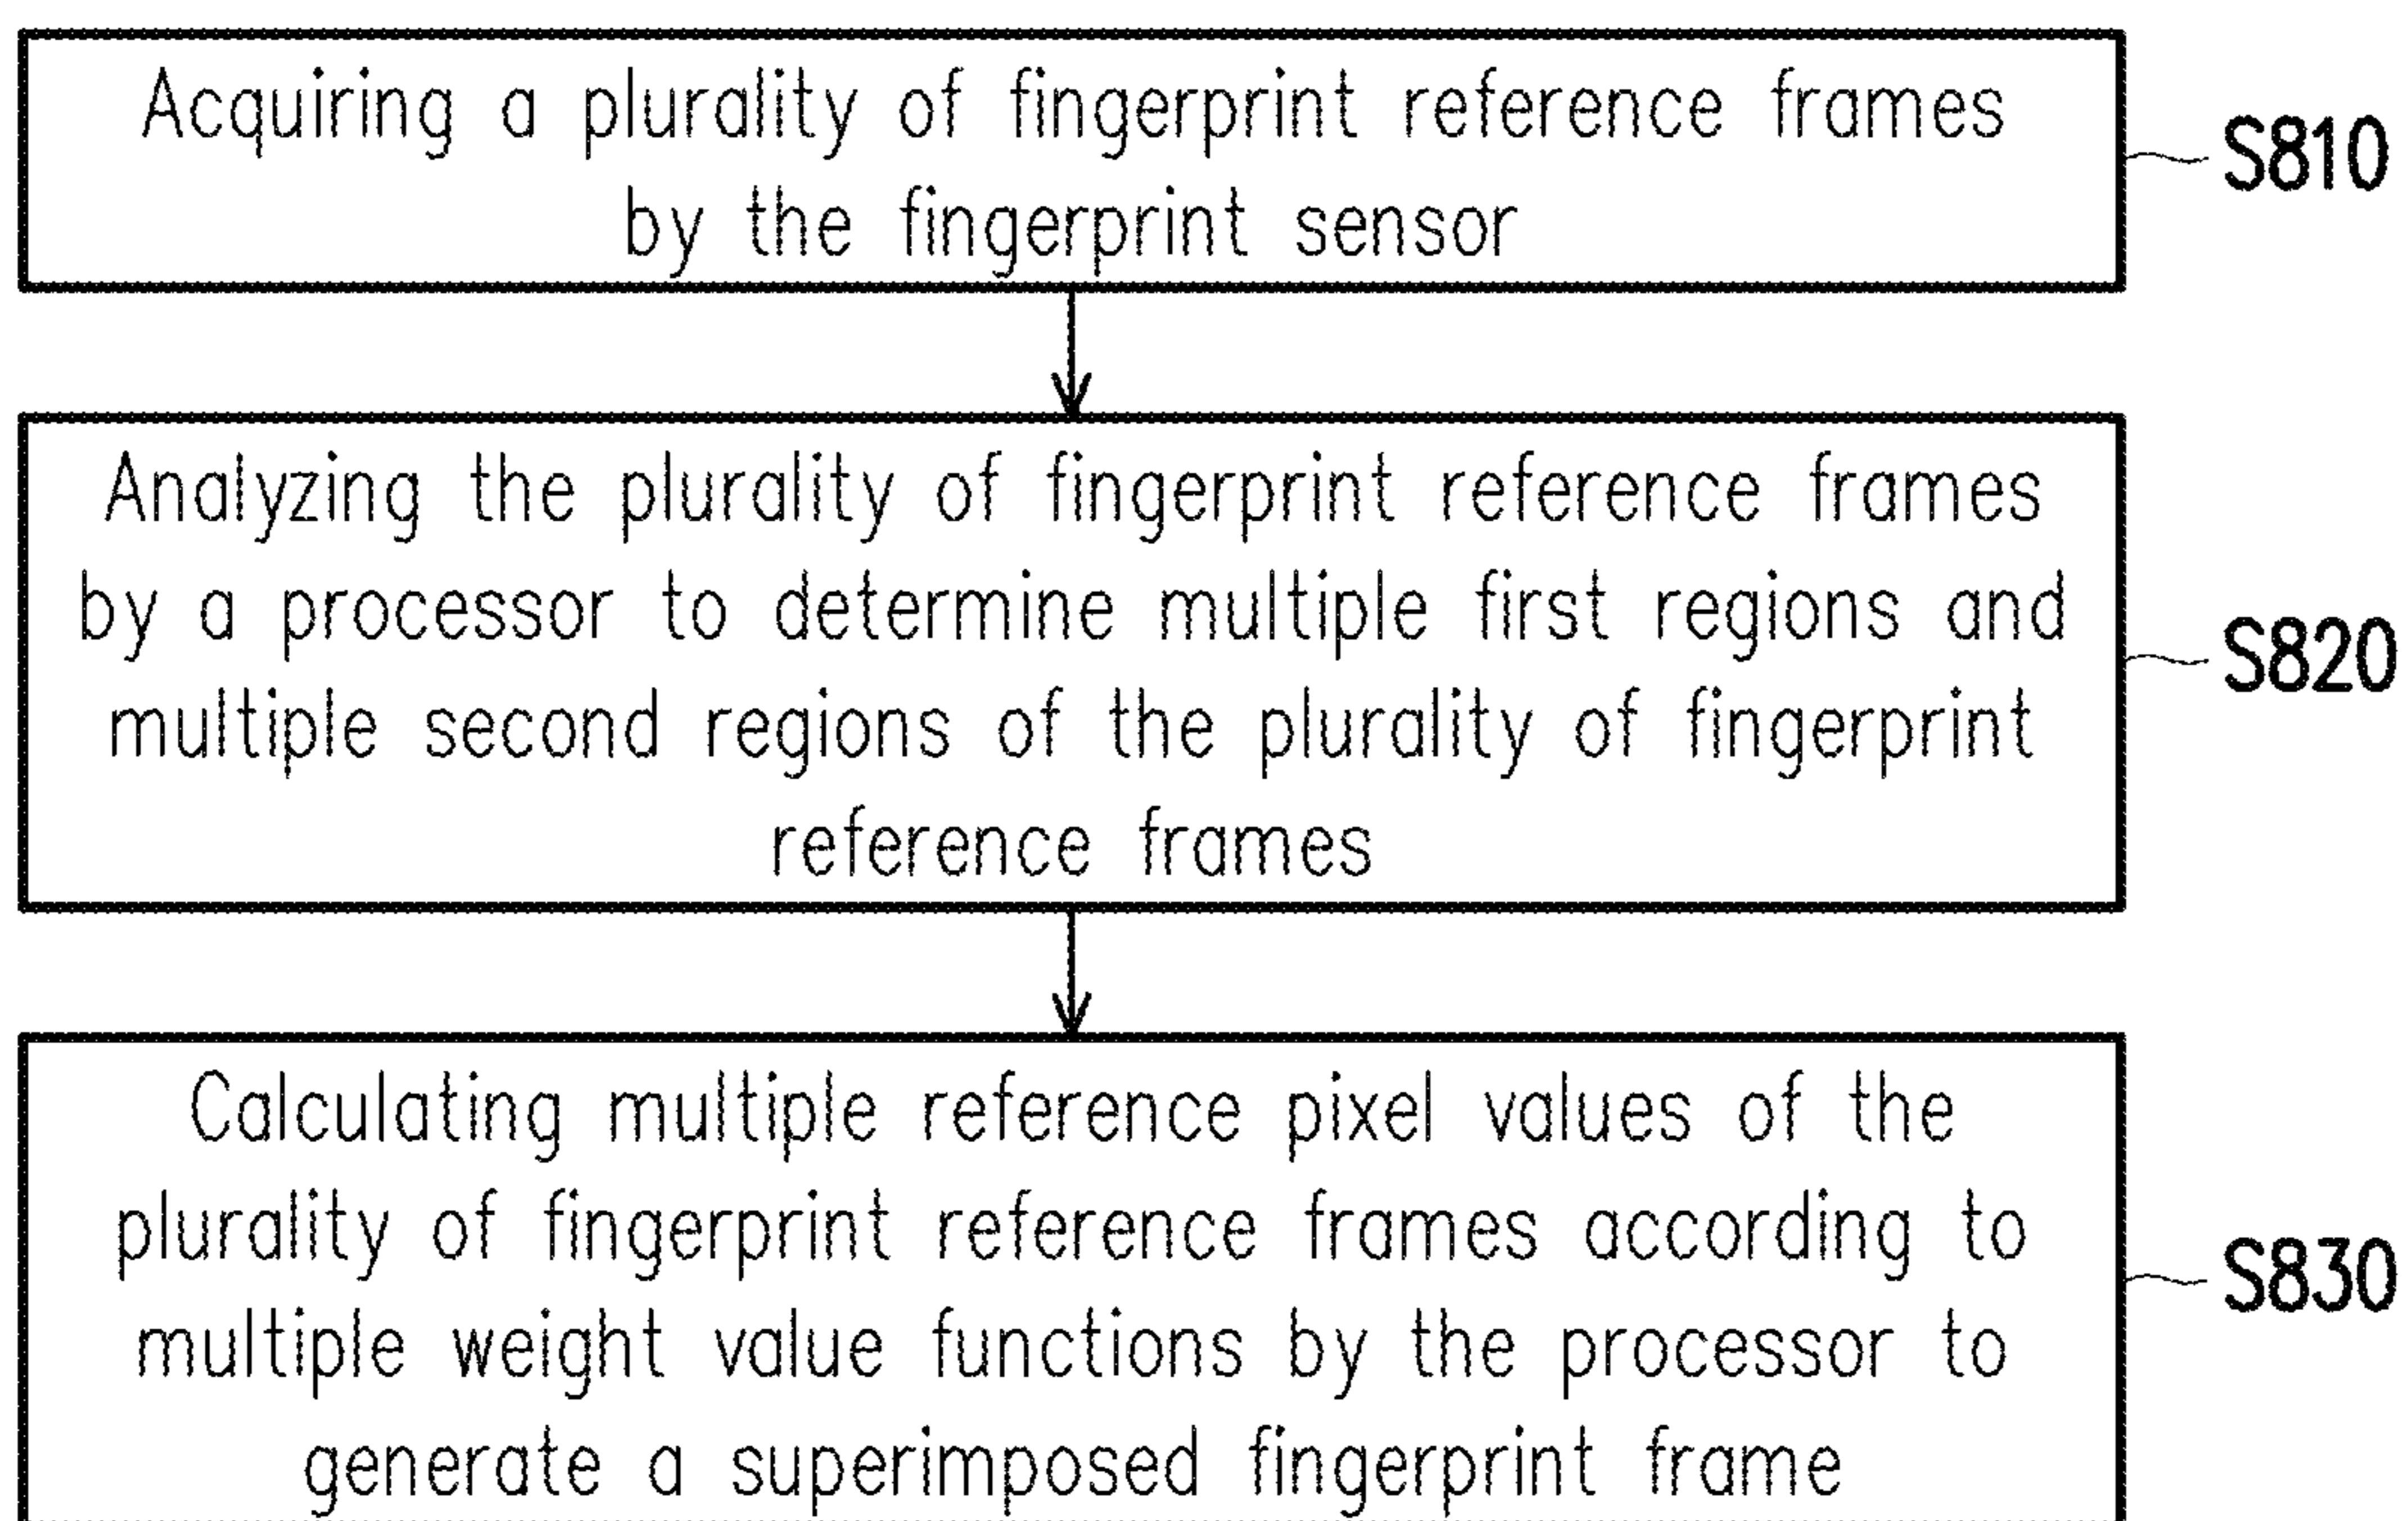 Acquiring a plurality of fingerprint reference frames
by the fingerprint sensor
S810
Analyzing the plurality of fingerprint reference frames
by a processor to determine multiple first regions and
multiple second regions of the plurality of fingerprint
reference frames
S820
Calculating multiple reference pixel values of the
plurality of fingerprint reference frames according to
multiple weight value functions by the processor to
generate a superimposed fingerprint frame
S830